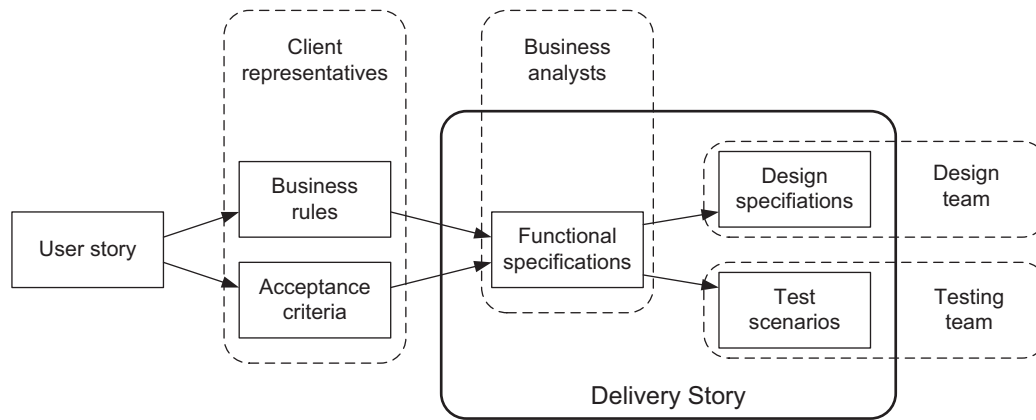 Client
representatives
Business
analysts
Business
rules
Design
specifiations
Design
team
User story
Functional
specifications
Acceptance
criteria
Test
scenarios
Testing
team
Delivery Story